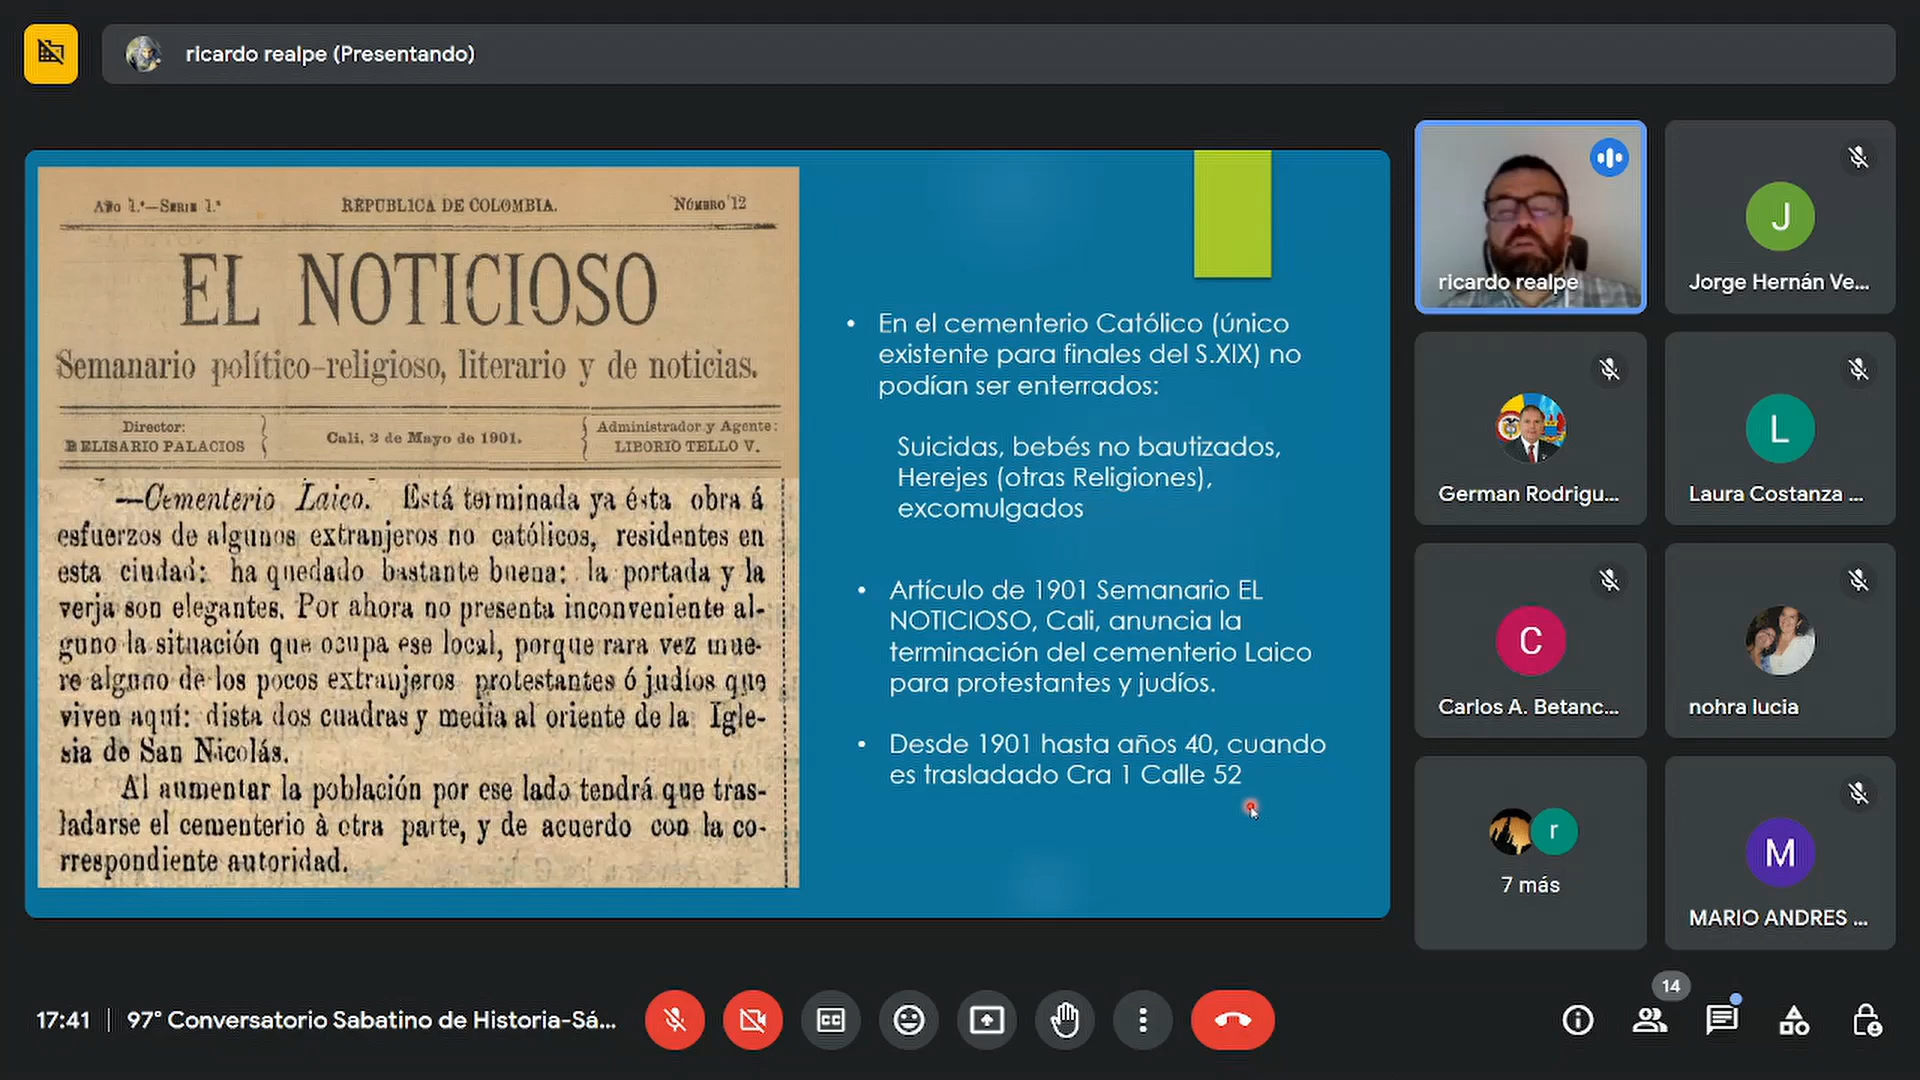 ricardo realpe (Presentando)
Año 1.ª—Serie 1.ª REPUBLICA DE COLOMBIA. Número 12
EL NOTICIOSO
Semanario político-religioso, literario y de noticias.
Director:
BELISARIO PALACIOS
Cali, 2 de Mayo de 1901.
Administrador y Agente:
LIBORIO TELLO V.
—Cementerio Laico. Está terminada ya ésta obra á
esfuerzos de algunos extranjeros no católicos, residentes en
esta ciudad: ha quedado bastante buena: la portada y la
verja son elegantes. Por ahora no presenta inconveniente al-
guno la situación que ocupa ese local, porque rara vez mue-
re alguno de los pocos extranjeros protestantes ó judíos que
viven aquí: dista dos cuadras y media al oriente de la Igle-
sia de San Nicolás.
Al aumentar la población por ese lado tendrá que tras-
ladarse el cementerio à otra parte, y de acuerdo con la co-
rrespondiente autoridad.
• En el cementerio Católico (único
existente para finales del S.XIX) no
podían ser enterrados:
Suicidas, bebés no bautizados,
Herejes (otras Religiones),
excomulgados
• Artículo de 1901 Semanario EL
NOTICIOSO, Cali, anuncia la
terminación del cementerio Laico
para protestantes y judíos.
• Desde 1901 hasta años 40, cuando
es trasladado Cra 1 Calle 52
ricardo realpe
J
Jorge Hernán Ve...
German Rodrigu...
L
Laura Costanza ...
C
Carlos A. Betanc...
nohra lucia
r
7 más
M
MARIO ANDRES ...
17:41 | 97° Conversatorio Sabatino de Historia-Sá...
CC
14